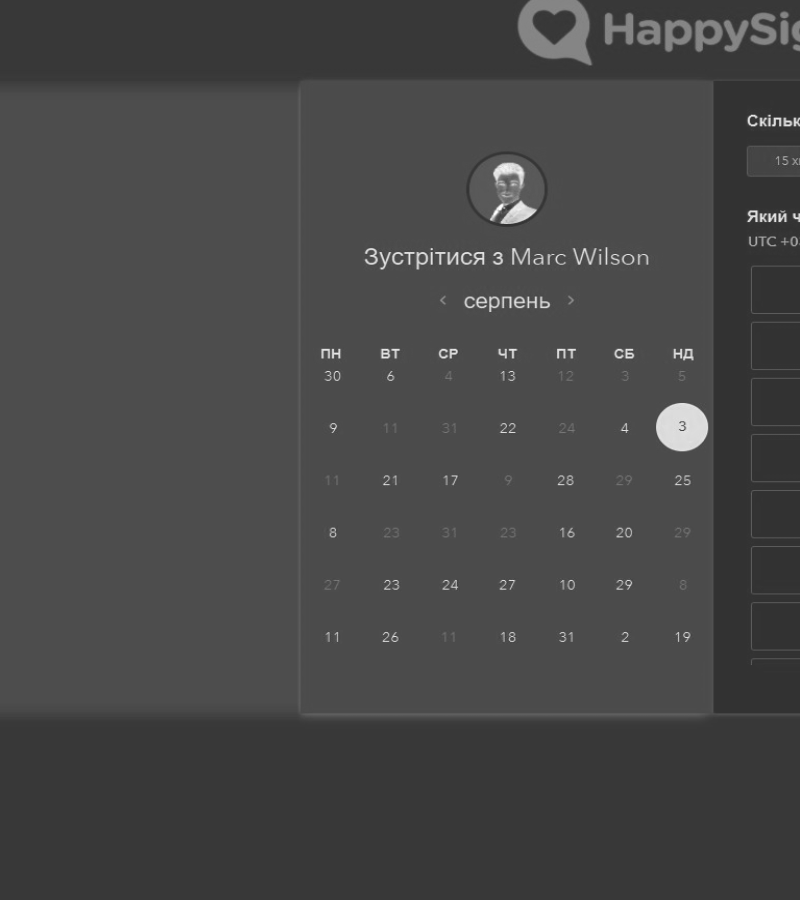 HappySig
Зустрітися з Marc Wilson
серпень
ПН ВТ СР ЧТ ПТ СБ НД
30 6 4 13 12 3 5
9 11 31 22 24 4 3
11 21 17 9 28 29 25
8 23 31 23 16 20 29
27 23 24 27 10 29 8
11 26 11 18 31 2 19
Скільк
15 хв
Який ч
UTC +03